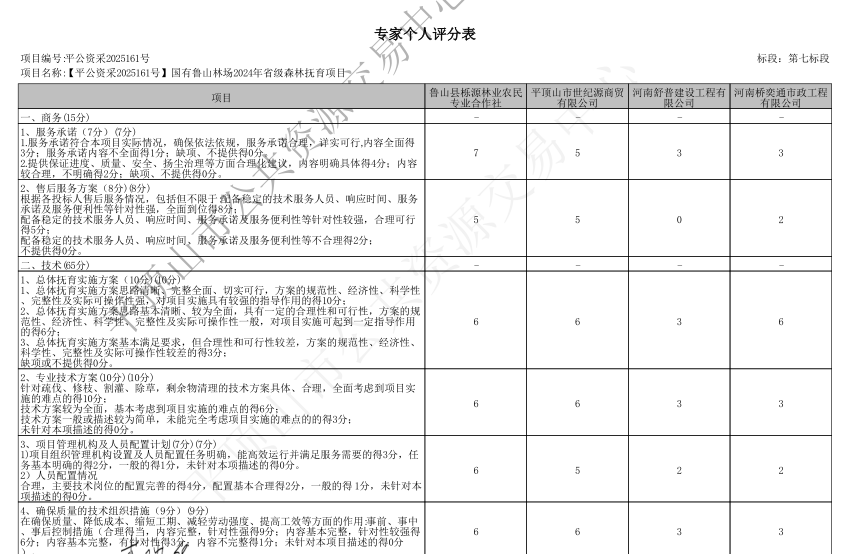 专家个人评分表
项目编号:平公资采2025161号
标段：第七标段
项目名称:【平公资采2025161号】国有鲁山林场2024年省级森林抚育项目
项目
鲁山县栎源林业农民专业合作社
平顶山市世纪源商贸有限公司
河南舒普建设工程有限公司
河南桥奕通市政工程有限公司
一、商务(15分) – – – –
1、服务承诺（7分）(7分)
1.服务承诺符合本项目实际情况，确保依法依规，服务承诺合理，详实可行,内容全面得
3分；服务承诺内容不全面得1分；缺项、不提供得0分。
2.提供保证进度、质量、安全、扬尘治理等方面合理化建议，内容明确具体得4分；内容
较合理，不明确得2分；缺项、不提供得0分。
7 5 3 3
2、售后服务方案（8分)(8分)
根据各投标人售后服务情况，包括但不限于:配备稳定的技术服务人员、响应时间、服务
承诺及服务便利性等针对性强，全面到位得8分；
配备稳定的技术服务人员、响应时间、服务承诺及服务便利性等针对性较强，合理可行
得5分；
配备稳定的技术服务人员、响应时间、服务承诺及服务便利性等不合理得2分；
不提供得0分。
5 5 0 2
二、技术(65分) – – – –
1、总体抚育实施方案（10分)(10分)
1、总体抚育实施方案思路清晰、完整全面、切实可行，方案的规范性、经济性、科学性
、完整性及实际可操作性强，对项目实施具有较强的指导作用的得10分；
2、总体抚育实施方案思路基本清晰、较为全面，具有一定的合理性和可行性，方案的规
范性、经济性、科学性、完整性及实际可操作性一般，对项目实施可起到一定指导作用
的得6分；
3、总体抚育实施方案基本满足要求，但合理性和可行性较差，方案的规范性、经济性、
科学性、完整性及实际可操作性较差的得3分；
缺项或不提供得0分。
6 6 3 6
2、专业技术方案(10分)(10分)
针对疏伐、修枝、割灌、除草，剩余物清理的技术方案具体、合理，全面考虑到项目实
施的难点的得10分；
技术方案较为全面，基本考虑到项目实施的难点的得6分；
技术方案一般或描述较为简单，未能完全考虑项目实施的难点的的得3分；
未针对本项描述的得0分。
6 6 3 3
3、项目管理机构及人员配置计划(7分)(7分)
1)项目组织管理机构设置及人员配置任务明确，能高效运行并满足服务需要的得3分，任
务基本明确的得2分，一般的得1分，未针对本项描述的得0分。
2）人员配置情况
合理，主要技术岗位的配置完善的得4分，配置基本合理得2分，一般的得 1分，未针对本
项描述的得0分。
6 5 2 2
4、确保质量的技术组织措施（9分）(9分)
在确保质量、降低成本、缩短工期、减轻劳动强度、提高工效等方面的作用:事前、事中
、事后控制措施（合理得当，内容完整，针对性强得9分；内容基本完整，针对性较强得
6分；内容基本完整，有针对性得3分；内容不完整得1分；未针对本项目描述的得0分
）
6 6 3 3
平顶山市公共资源交易中心
平顶山市公共资源交易中心